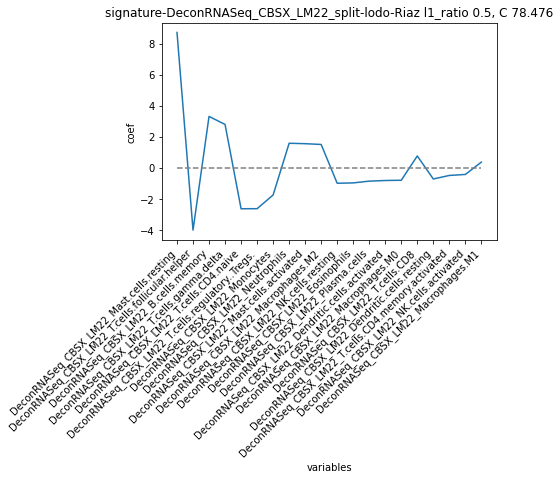 signature-DeconRNASeq_CBSX_LM22_split-lodo-Riaz l1_ratio 0.5, C 78.476
8
6
4
2
0
−2
−4
coef
DeconRNASeq_CBSX_LM22_Mast.cells.resting
DeconRNASeq_CBSX_LM22_T.cells.follicular.helper
DeconRNASeq_CBSX_LM22_B.cells.memory
DeconRNASeq_CBSX_LM22_T.cells.gamma.delta
DeconRNASeq_CBSX_LM22_T.cells.CD4.naive
DeconRNASeq_CBSX_LM22_T.cells.regulatory..Tregs.
DeconRNASeq_CBSX_LM22_Monocytes
DeconRNASeq_CBSX_LM22_Neutrophils
DeconRNASeq_CBSX_LM22_Mast.cells.activated
DeconRNASeq_CBSX_LM22_Macrophages.M2
DeconRNASeq_CBSX_LM22_NK.cells.resting
DeconRNASeq_CBSX_LM22_Eosinophils
DeconRNASeq_CBSX_LM22_Plasma.cells
DeconRNASeq_CBSX_LM22_Dendritic.cells.activated
DeconRNASeq_CBSX_LM22_Macrophages.M0
DeconRNASeq_CBSX_LM22_T.cells.CD8
DeconRNASeq_CBSX_LM22_Dendritic.cells.resting
DeconRNASeq_CBSX_LM22_T.cells.CD4.memory.activated
DeconRNASeq_CBSX_LM22_NK.cells.activated
DeconRNASeq_CBSX_LM22_Macrophages.M1
variables